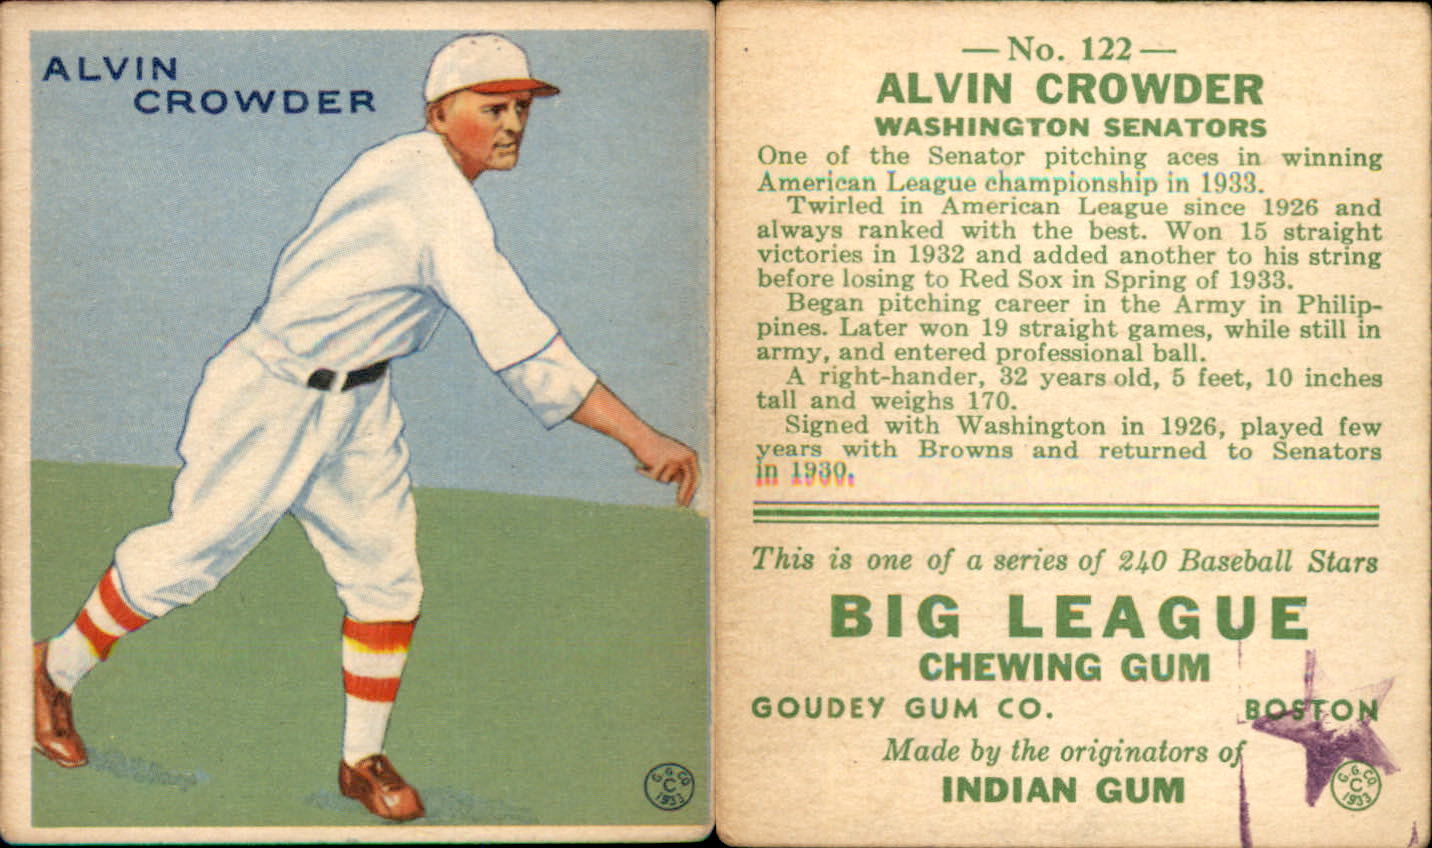 ALVIN
CROWDER
G.G.CO
C
1933
— No. 122 —
ALVIN CROWDER
WASHINGTON SENATORS
One of the Senator pitching aces in winning
American League championship in 1933.
Twirled in American League since 1926 and
always ranked with the best. Won 15 straight
victories in 1932 and added another to his string
before losing to Red Sox in Spring of 1933.
Began pitching career in the Army in Philip-
pines. Later won 19 straight games, while still in
army, and entered professional ball.
A right-hander, 32 years old, 5 feet, 10 inches
tall and weighs 170.
Signed with Washington in 1926, played few
years with Browns and returned to Senators
in 1930.
This is one of a series of 240 Baseball Stars
BIG LEAGUE
CHEWING GUM
GOUDEY GUM CO. BOSTON
Made by the originators of
INDIAN GUM
G.G.CO
C
1933